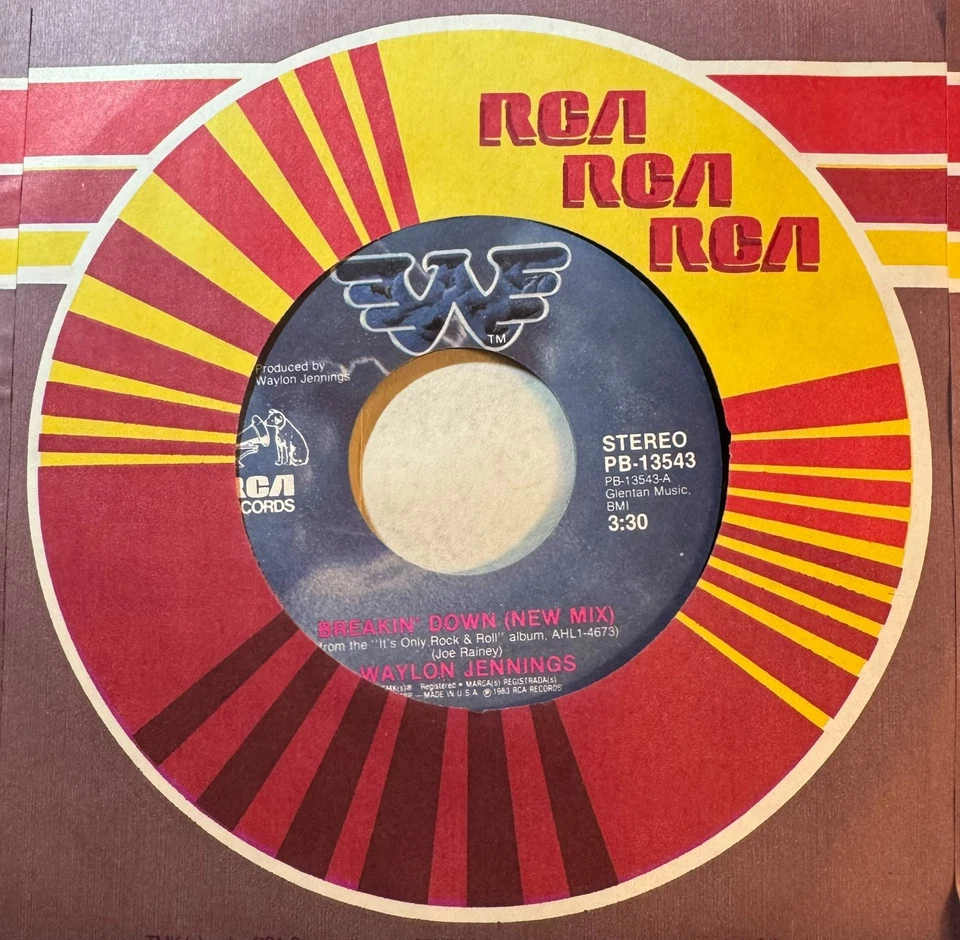 RCA
RCA
RCA
W
TM
Produced by
Waylon Jennings
RCA
CORDS
STEREO
PB-13543
PB-13543-A
Glentan Music,
BMI
3:30
BREAKIN' DOWN (NEW MIX)
from the "It's Only Rock & Roll" album, AHL1-4673)
(Joe Rainey)
WAYLON JENNINGS
Registered • MARCA(s) REGISTRADA(s)
MADE IN U.S.A. ℗ 1983 RCA RECORDS